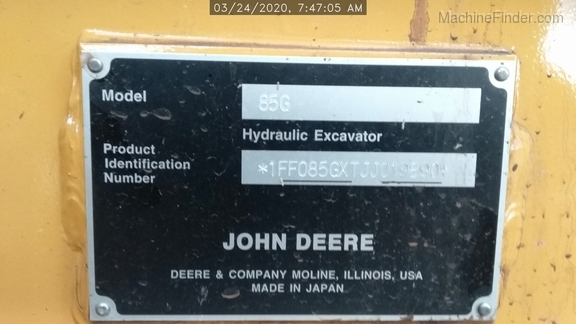 03/24/2020, 7:47:05 AM
MachineFinder.com
Model
85G
Hydraulic Excavator
Product
Identification
Number
JOHN DEERE
DEERE & COMPANY MOLINE, ILLINOIS, USA
MADE IN JAPAN